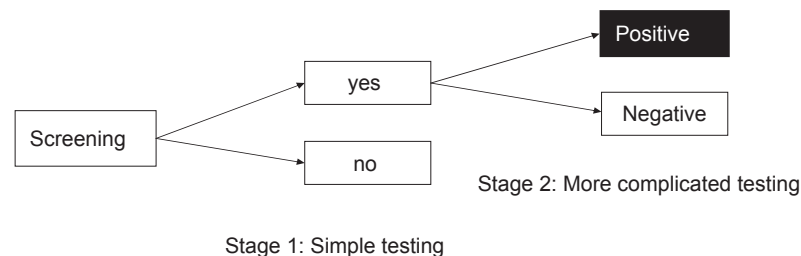 Positive
yes
Negative
Screening
no
Stage 2: More complicated testing
Stage 1: Simple testing